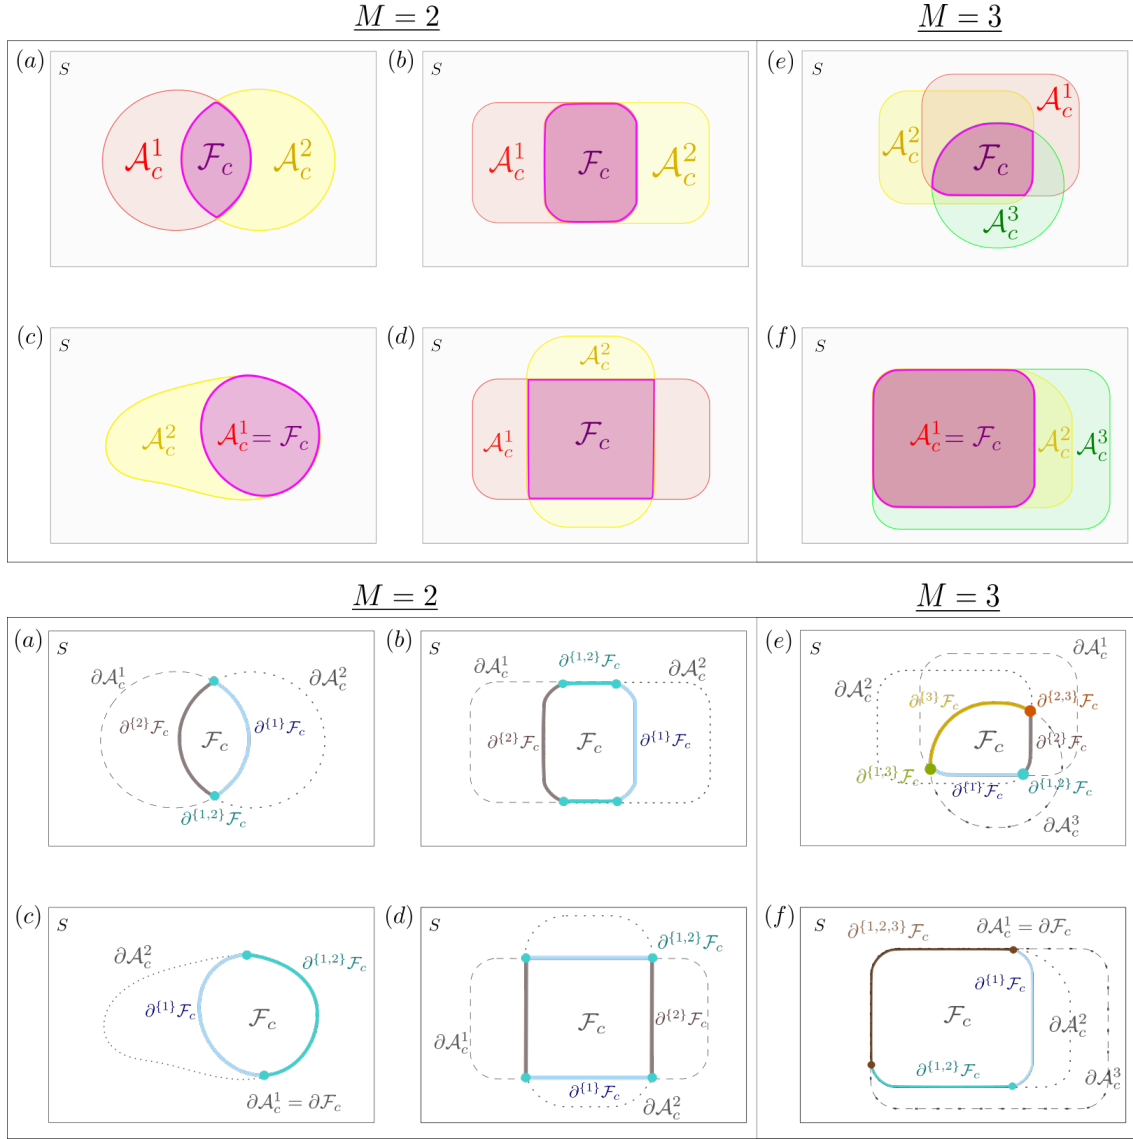 M = 2
M = 3
(a)
S
𝒜_c^1
ℱ_c
𝒜_c^2
(b)
S
𝒜_c^1
ℱ_c
𝒜_c^2
(e)
S
𝒜_c^1
𝒜_c^2
ℱ_c
𝒜_c^3
(c)
S
𝒜_c^2
𝒜_c^1 = ℱ_c
(d)
S
𝒜_c^2
𝒜_c^1
ℱ_c
(f)
S
𝒜_c^1 = ℱ_c
𝒜_c^2
𝒜_c^3
M = 2
M = 3
(a)
S
∂𝒜_c^1
∂𝒜_c^2
∂^{{2}}ℱ_c
ℱ_c
∂^{{1}}ℱ_c
∂^{{1,2}}ℱ_c
(b)
S
∂𝒜_c^1
∂^{{1,2}}ℱ_c
∂𝒜_c^2
∂^{{2}}ℱ_c
ℱ_c
∂^{{1}}ℱ_c
(e)
S
∂𝒜_c^1
∂𝒜_c^2
∂^{{3}}ℱ_c
∂^{{2,3}}ℱ_c
ℱ_c
∂^{{2}}ℱ_c
∂^{{1,3}}ℱ_c
∂^{{1}}ℱ_c
∂^{{1,2}}ℱ_c
∂𝒜_c^3
(c)
S
∂𝒜_c^2
∂^{{1,2}}ℱ_c
∂^{{1}}ℱ_c
ℱ_c
∂𝒜_c^1 = ∂ℱ_c
(d)
S
∂^{{1,2}}ℱ_c
∂𝒜_c^1
ℱ_c
∂^{{2}}ℱ_c
∂^{{1}}ℱ_c
∂𝒜_c^2
(f)
S
∂^{{1,2,3}}ℱ_c
∂𝒜_c^1 = ∂ℱ_c
∂^{{1}}ℱ_c
ℱ_c
∂𝒜_c^2
∂^{{1,2}}ℱ_c
∂𝒜_c^3